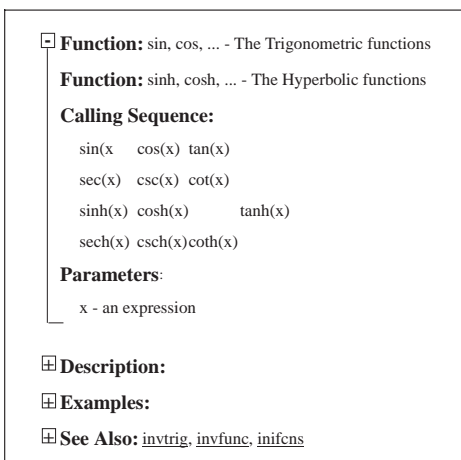 Function: sin, cos, ... - The Trigonometric functions
Function: sinh, cosh, ... - The Hyperbolic functions
Calling Sequence:
sin(x cos(x) tan(x)
sec(x) csc(x) cot(x)
sinh(x) cosh(x) tanh(x)
sech(x) csch(x)coth(x)
Parameters:
x - an expression
Description:
Examples:
See Also: invtrig, invfunc, inifcns